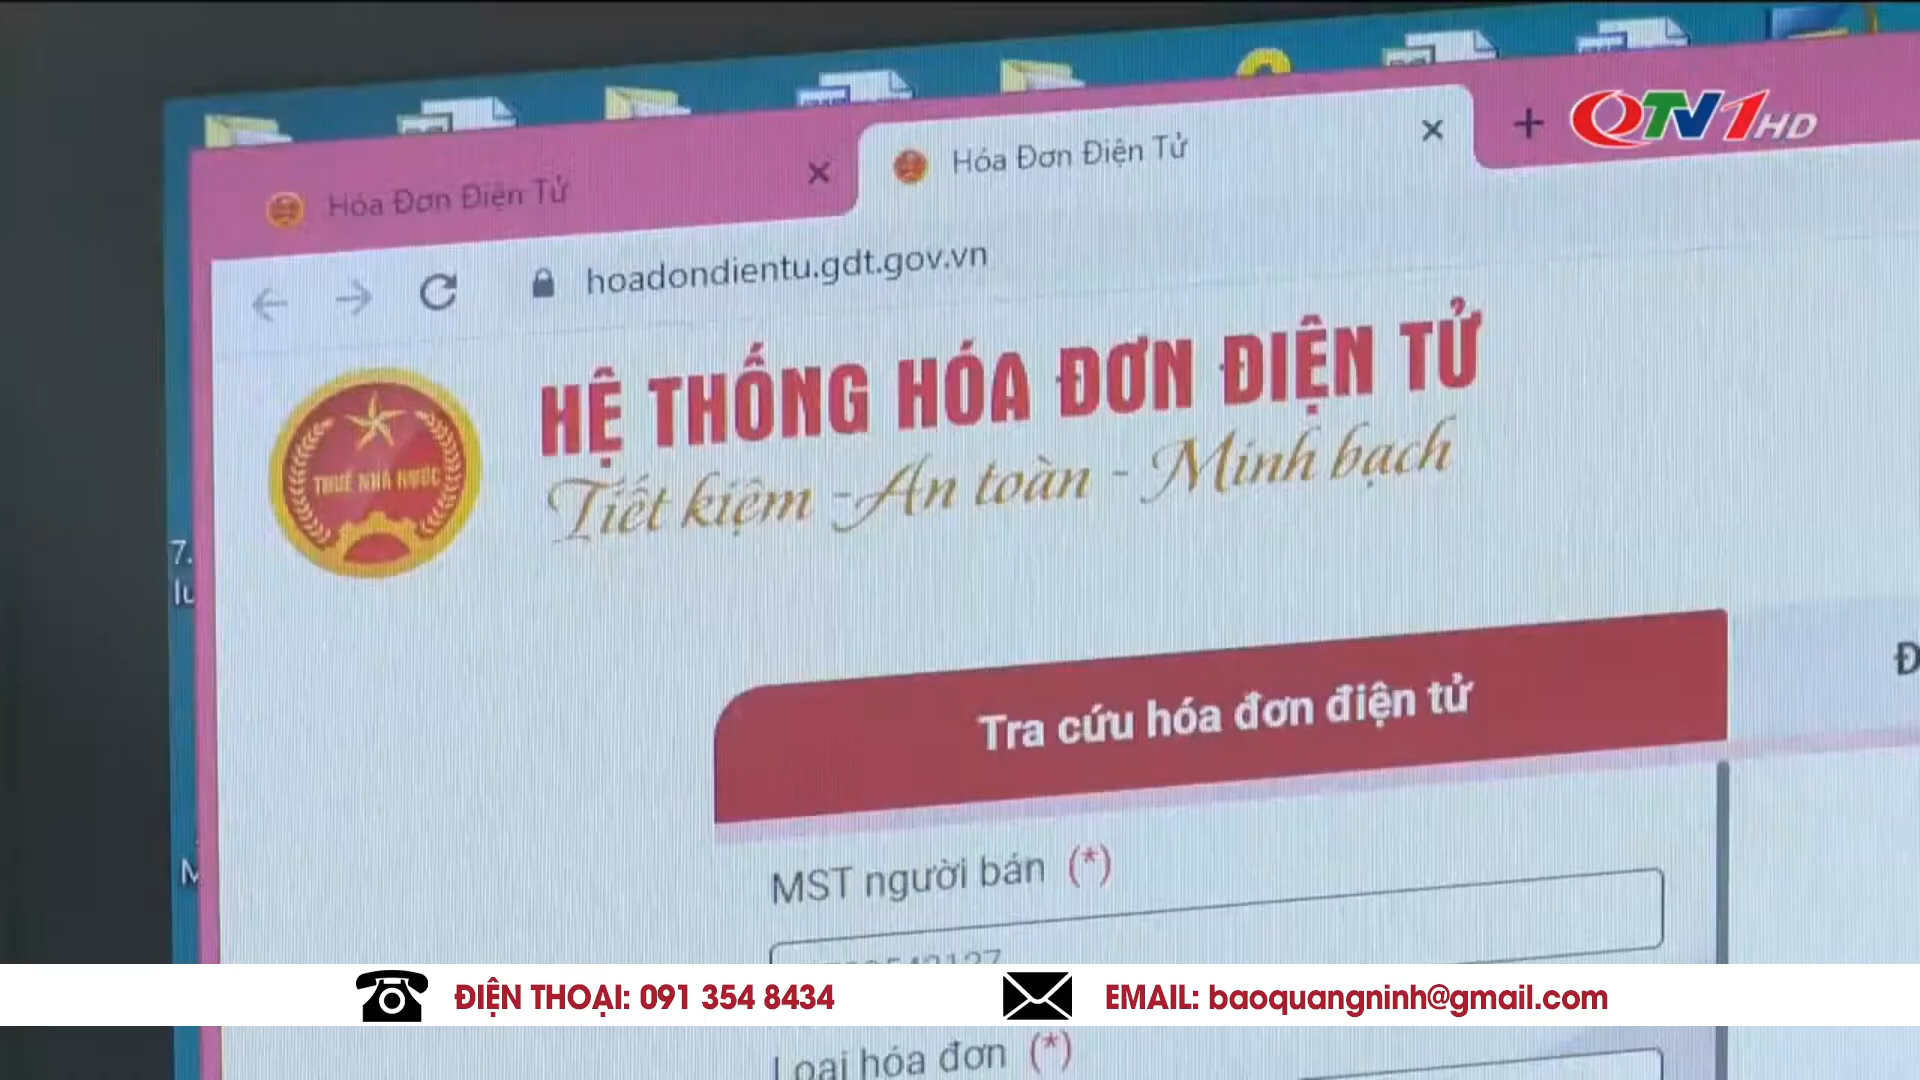 QTV1HD
Hóa Đơn Điện Tử
Hóa Đơn Điện Tử
hoadondientu.gdt.gov.vn
HỆ THỐNG HÓA ĐƠN ĐIỆN TỬ
Tiết kiệm - An toàn - Minh bạch
THUẾ NHÀ NƯỚC
Tra cứu hóa đơn điện tử
MST người bán (*)
ĐIỆN THOẠI: 091 354 8434
EMAIL: baoquangninh@gmail.com
Loại hóa đơn (*)